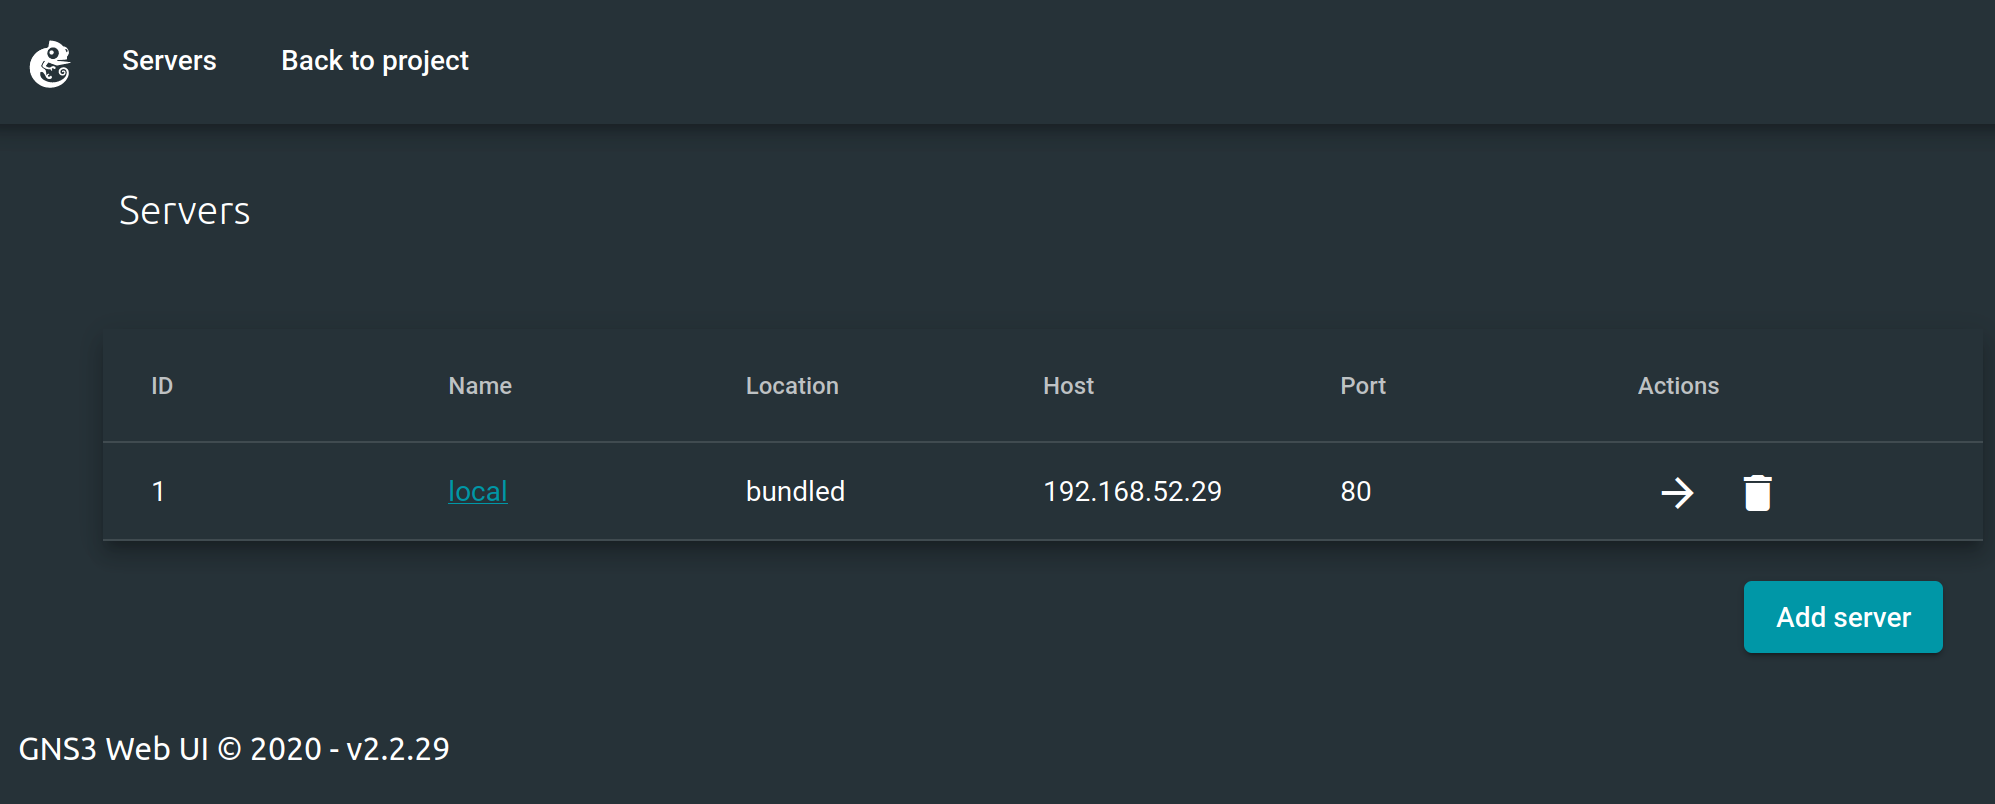 Servers Back to project
Servers
ID Name Location Host Port Actions
1 local bundled 192.168.52.29 80
Add server
GNS3 Web UI © 2020 - v2.2.29